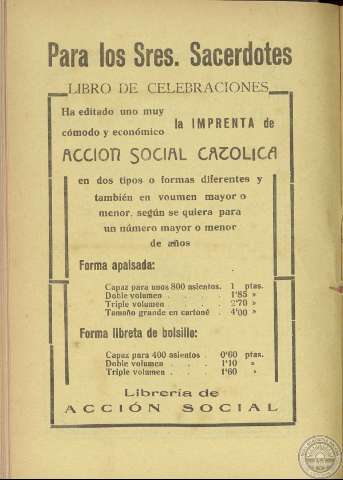 Para los Sres. Sacerdotes
LIBRO DE CELEBRACIONES
Ha editado uno muy
cómodo y económico la IMPRENTA de
ACCION SOCIAL CATOLICA
en dos tipos o formas diferentes y
también en voumen mayor o
menor, según se quiera para
un número mayor o menor
de años
Forma apaisada:
Capaz para unos 800 asientos. 1 ptas.
Doble volumen . . . . 1'85 »
Triple volumen . . . . 2'70 »
Tamaño grande en cartoné . 4'00 »
Forma libreta de bolsillo:
Capaz para 400 asientos . 0'60 ptas.
Doble volumen . . . . 1'10 »
Triple volumen . . . . 1'60 »
Librería de
ACCIÓN SOCIAL